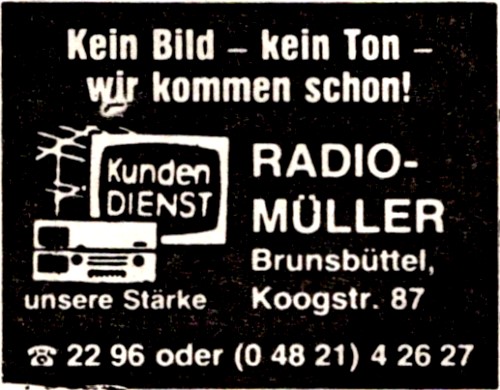 Kein Bild – kein Ton –
wir kommen schon!
Kunden
DIENST
unsere Stärke
RADIO-
MÜLLER
Brunsbüttel,
Koogstr. 87
☎ 22 96 oder (0 48 21) 4 26 27